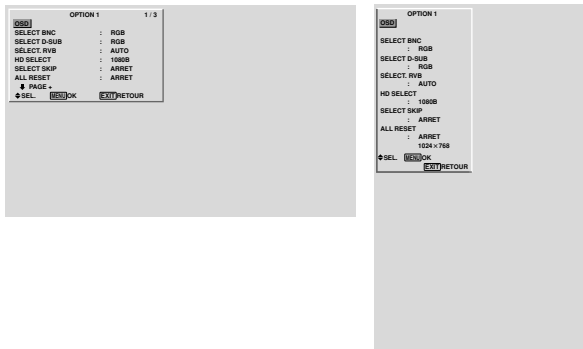 OPTION 1 1 / 3
OSD
SELECT BNC : RGB
SELECT D-SUB : RGB
SÉLECT. RVB : AUTO
HD SELECT : 1080B
SELECT SKIP : ARRET
ALL RESET : ARRET
PAGE +
SEL. MENU OK EXIT RETOUR
OPTION 1
OSD
SELECT BNC
: RGB
SELECT D-SUB
: RGB
SÉLECT. RVB
: AUTO
HD SELECT
: 1080B
SELECT SKIP
: ARRET
ALL RESET
: ARRET
1024×768
SEL. MENU OK
EXIT RETOUR